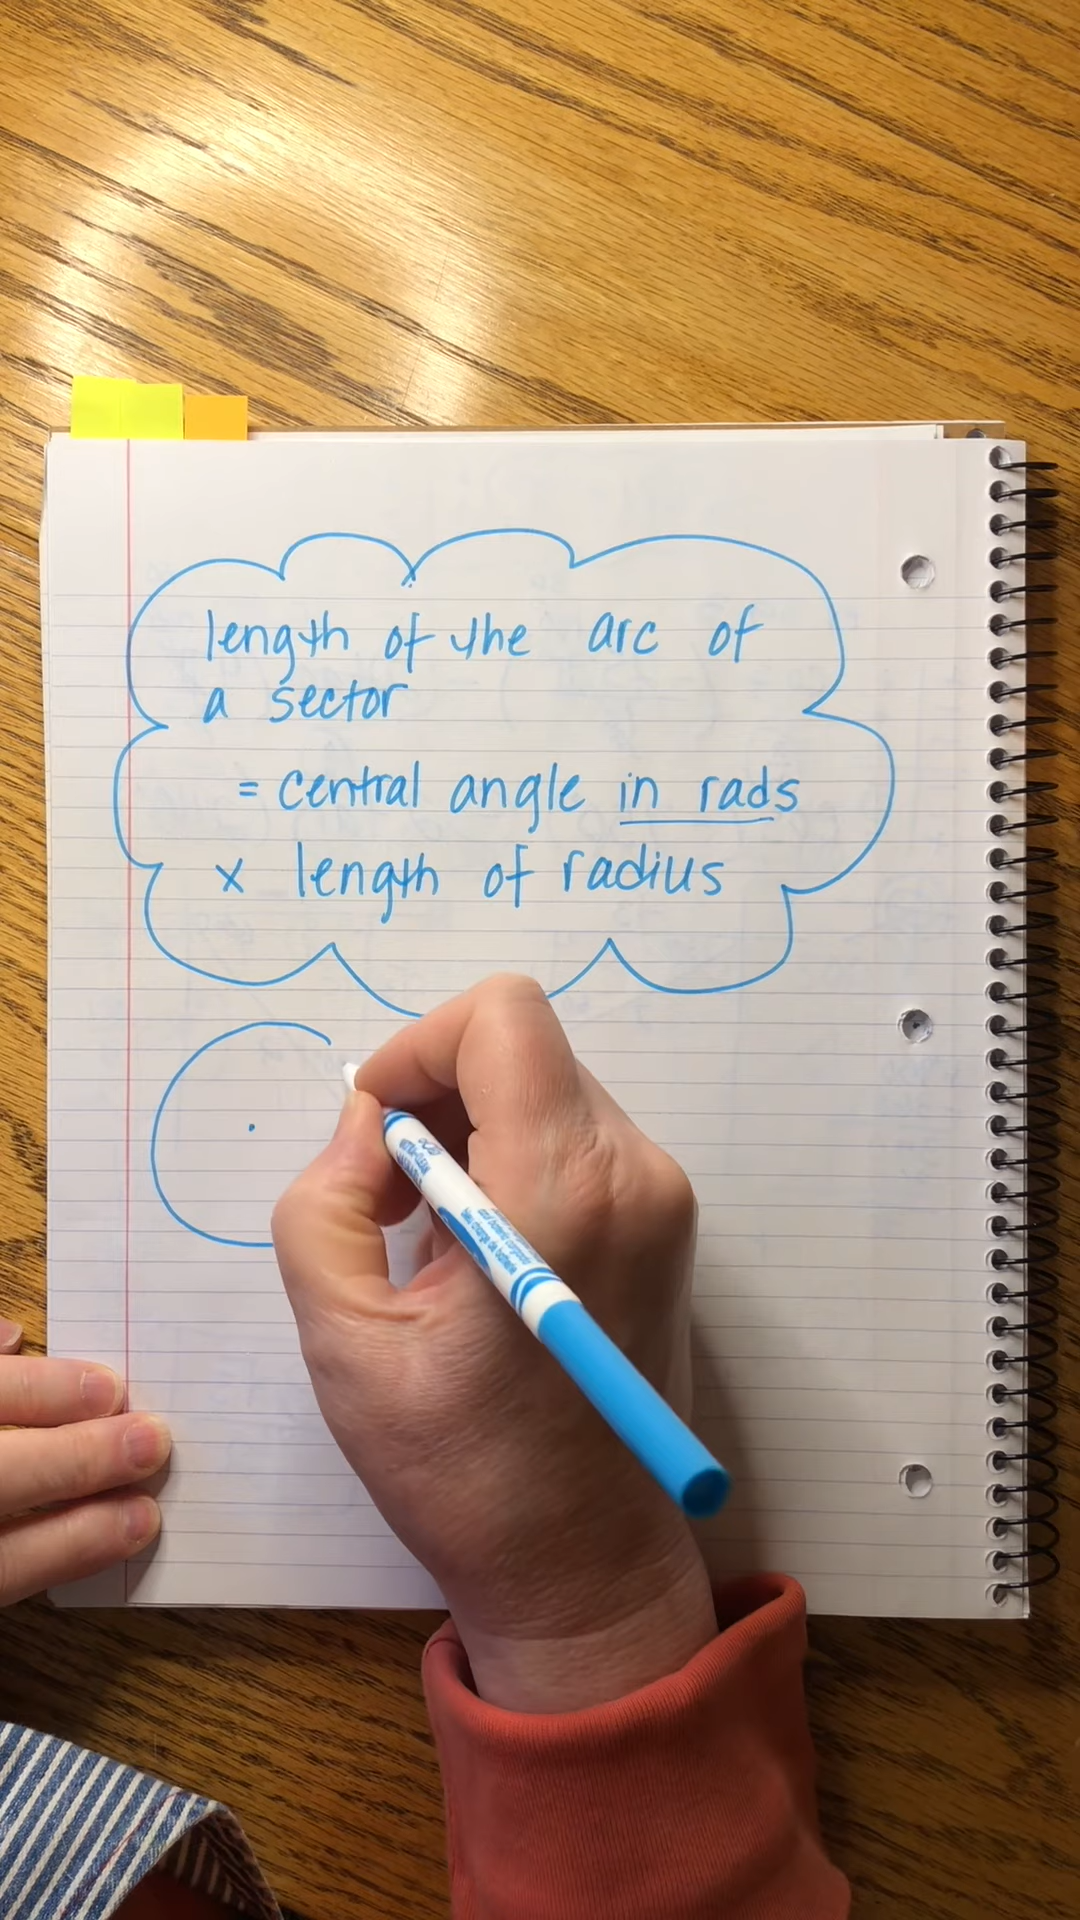 length of the arc of
a sector
= central angle in rads
x length of radius